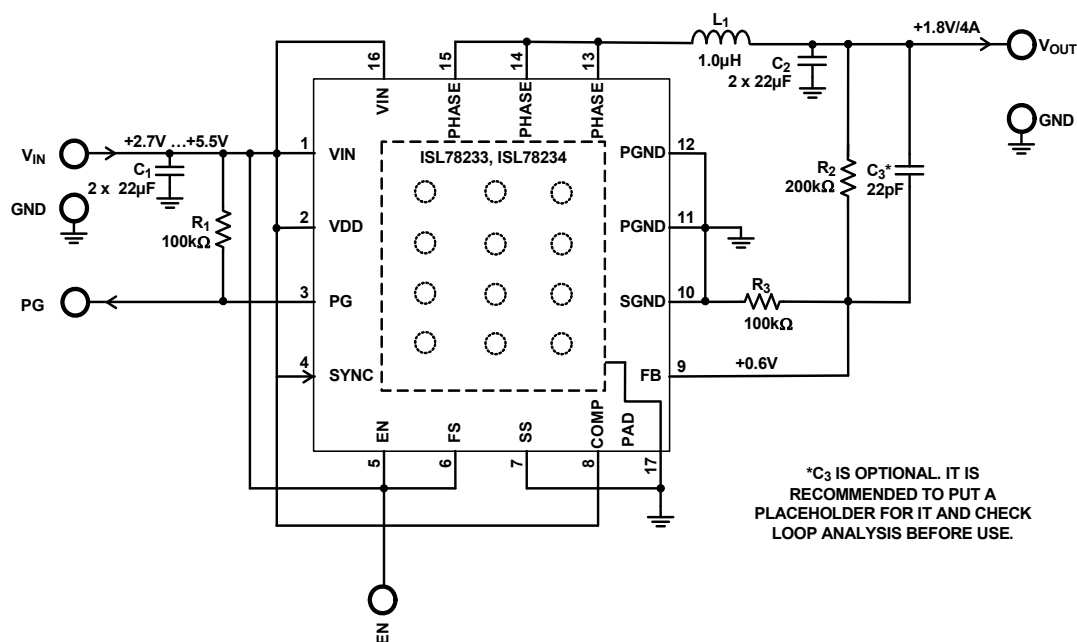 L₁
1.0µH
+1.8V/4A
VOUT
C₂
2 x 22µF
GND
16
15
14
13
VIN
PHASE
PHASE
PHASE
+2.7V ...+5.5V
VIN
1
VIN
ISL78233, ISL78234
PGND
12
C₁
2 x 22µF
R₂
200kΩ
C₃*
22pF
GND
R₁
100kΩ
2
VDD
PGND
11
PG
3
PG
SGND
10
R₃
100kΩ
4
SYNC
FB
9
+0.6V
EN
FS
SS
COMP
PAD
5
6
7
8
17
*C₃ IS OPTIONAL. IT IS
RECOMMENDED TO PUT A
PLACEHOLDER FOR IT AND CHECK
LOOP ANALYSIS BEFORE USE.
EN